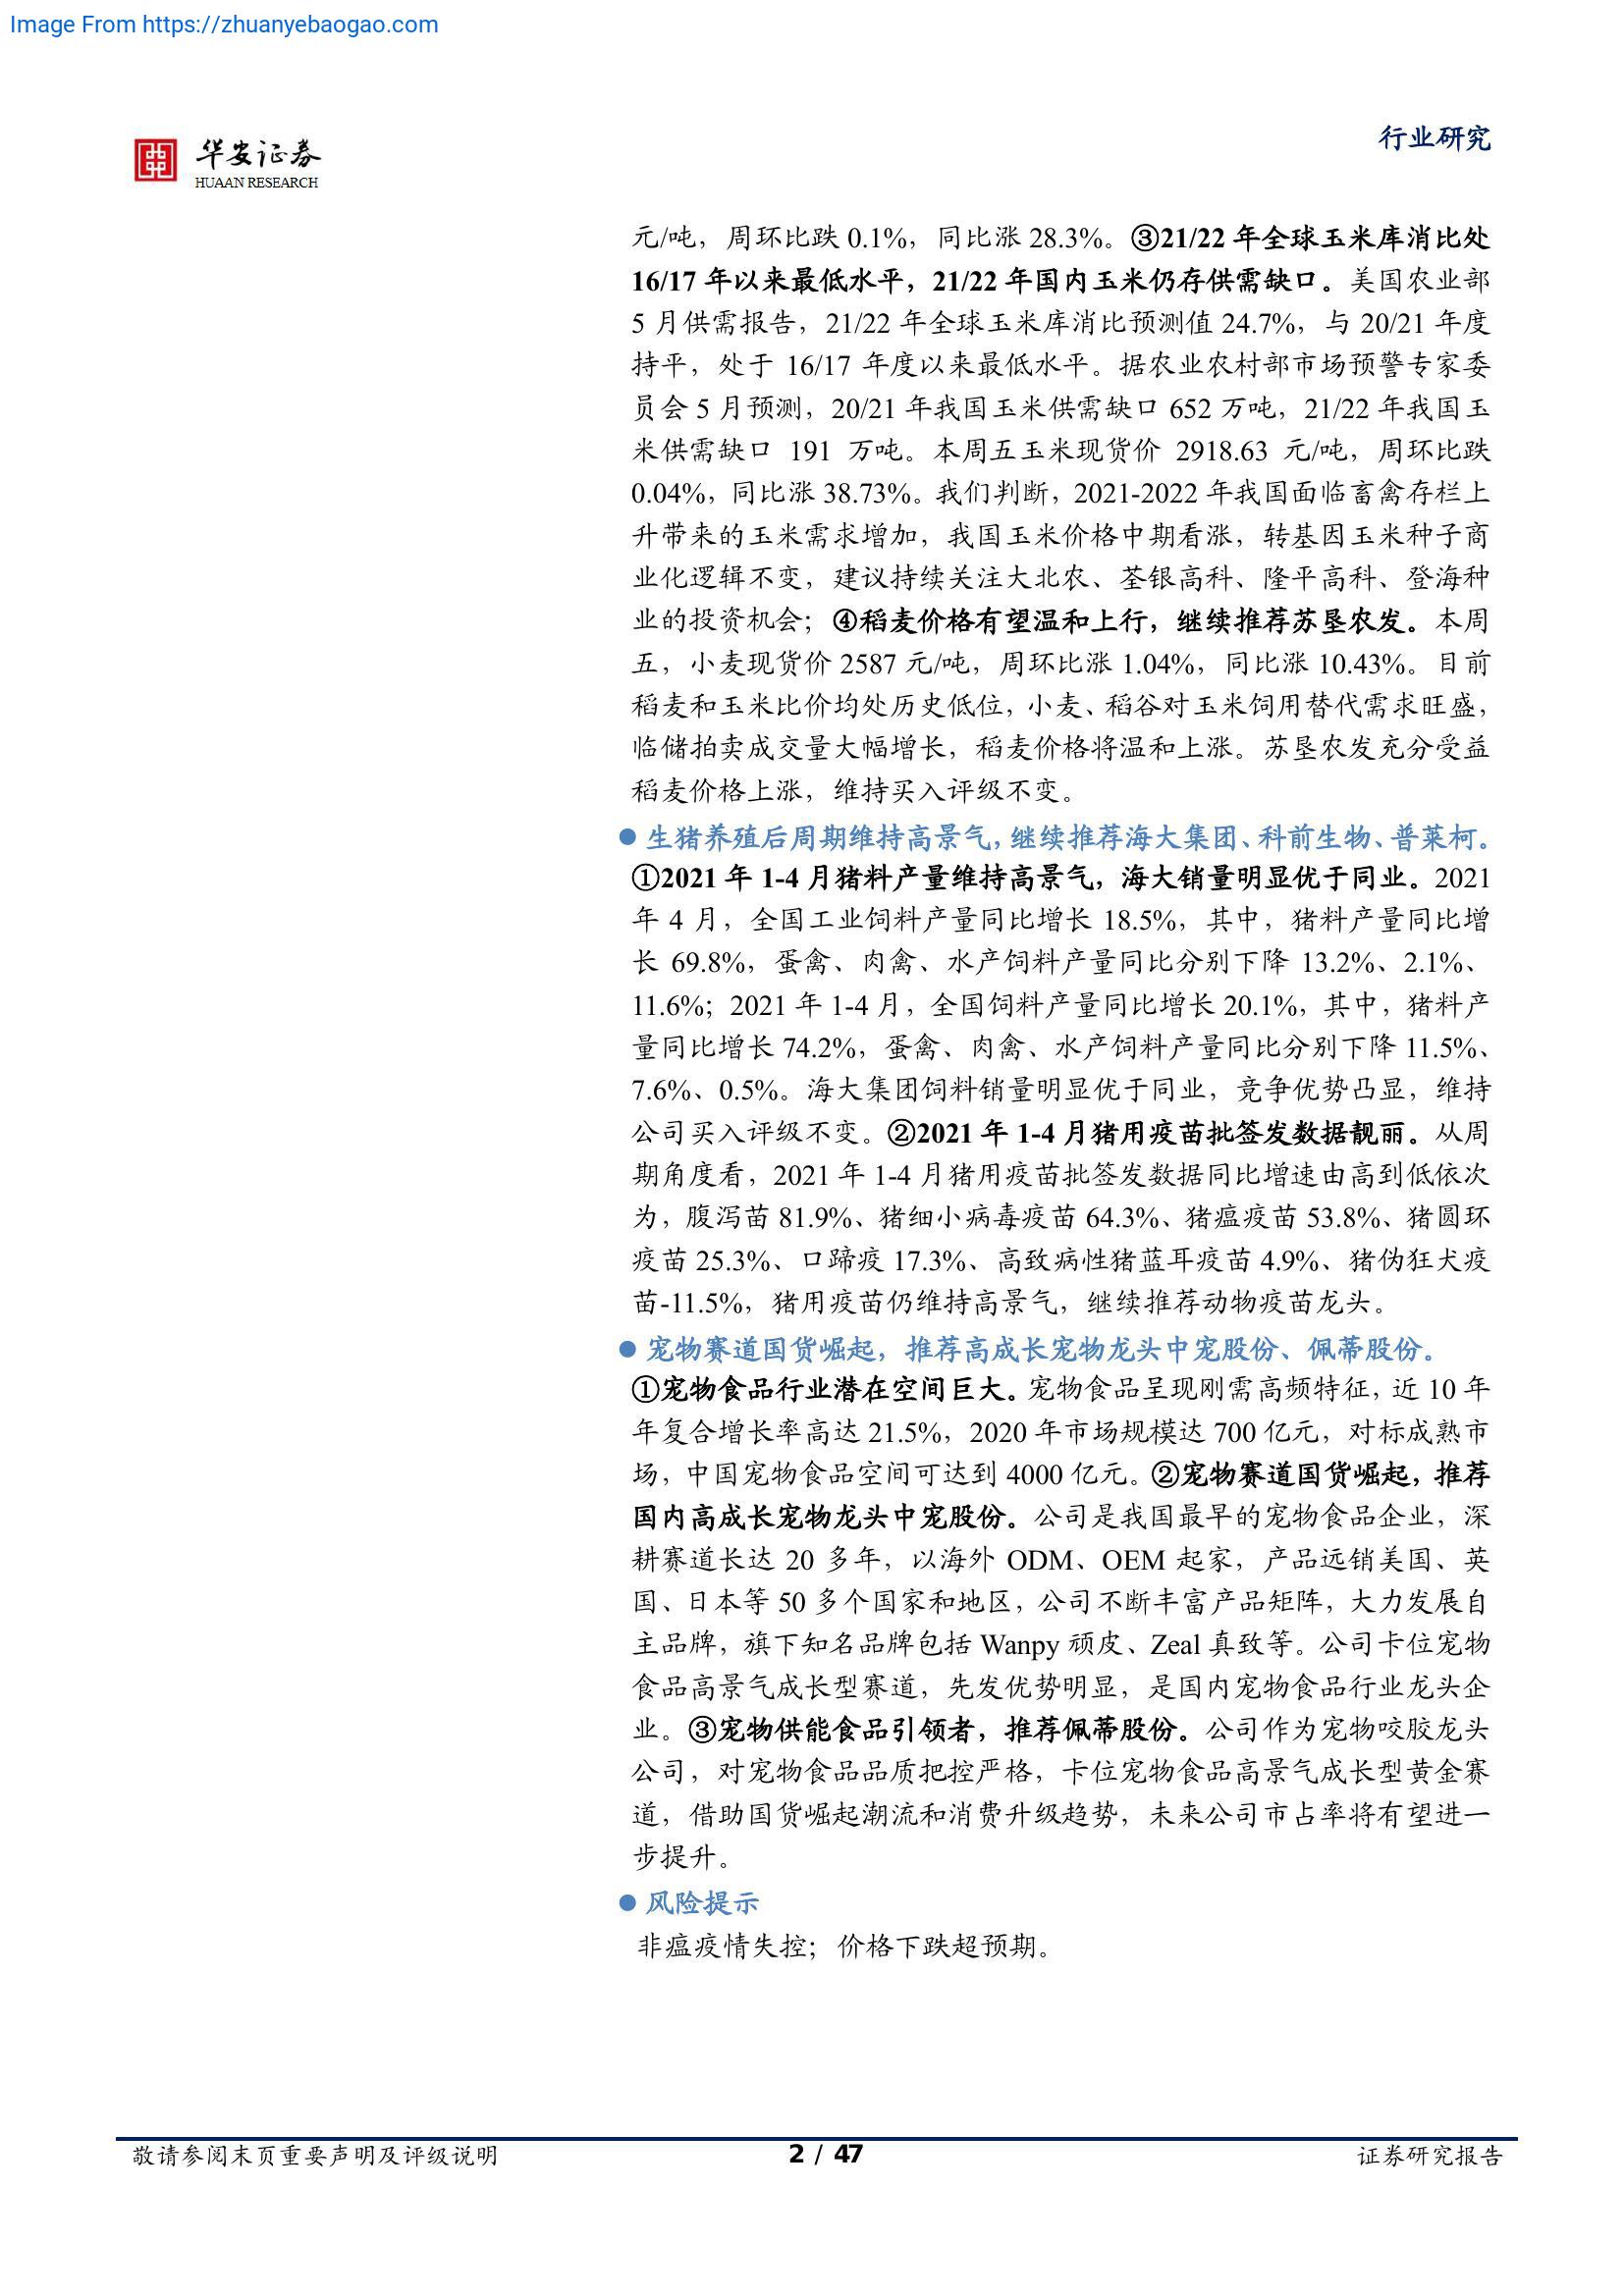 Image From https://zhuanyebaogao.com
华安证券
HUAAN RESEARCH
行业研究
元/吨，周环比跌 0.1%，同比涨 28.3%。③21/22 年全球玉米库消比处
16/17 年以来最低水平，21/22 年国内玉米仍存供需缺口。美国农业部
5 月供需报告，21/22 年全球玉米库消比预测值 24.7%，与 20/21 年度
持平，处于 16/17 年度以来最低水平。据农业农村部市场预警专家委
员会 5 月预测，20/21 年我国玉米供需缺口 652 万吨，21/22 年我国玉
米供需缺口 191 万吨。本周五玉米现货价 2918.63 元/吨，周环比跌
0.04%，同比涨 38.73%。我们判断，2021-2022 年我国面临畜禽存栏上
升带来的玉米需求增加，我国玉米价格中期看涨，转基因玉米种子商
业化逻辑不变，建议持续关注大北农、荃银高科、隆平高科、登海种
业的投资机会；④稻麦价格有望温和上行，继续推荐苏垦农发。本周
五，小麦现货价 2587 元/吨，周环比涨 1.04%，同比涨 10.43%。目前
稻麦和玉米比价均处历史低位，小麦、稻谷对玉米饲用替代需求旺盛，
临储拍卖成交量大幅增长，稻麦价格将温和上涨。苏垦农发充分受益
稻麦价格上涨，维持买入评级不变。
● 生猪养殖后周期维持高景气，继续推荐海大集团、科前生物、普莱柯。
①2021 年 1-4 月猪料产量维持高景气，海大销量明显优于同业。2021
年 4 月，全国工业饲料产量同比增长 18.5%，其中，猪料产量同比增
长 69.8%，蛋禽、肉禽、水产饲料产量同比分别下降 13.2%、2.1%、
11.6%；2021 年 1-4 月，全国饲料产量同比增长 20.1%，其中，猪料产
量同比增长 74.2%，蛋禽、肉禽、水产饲料产量同比分别下降 11.5%、
7.6%、0.5%。海大集团饲料销量明显优于同业，竞争优势凸显，维持
公司买入评级不变。②2021 年 1-4 月猪用疫苗批签发数据靓丽。从周
期角度看，2021 年 1-4 月猪用疫苗批签发数据同比增速由高到低依次
为，腹泻苗 81.9%、猪细小病毒疫苗 64.3%、猪瘟疫苗 53.8%、猪圆环
疫苗 25.3%、口蹄疫 17.3%、高致病性猪蓝耳疫苗 4.9%、猪伪狂犬疫
苗-11.5%，猪用疫苗仍维持高景气，继续推荐动物疫苗龙头。
● 宠物赛道国货崛起，推荐高成长宠物龙头中宠股份、佩蒂股份。
①宠物食品行业潜在空间巨大。宠物食品呈现刚需高频特征，近 10 年
年复合增长率高达 21.5%，2020 年市场规模达 700 亿元，对标成熟市
场，中国宠物食品空间可达到 4000 亿元。②宠物赛道国货崛起，推荐
国内高成长宠物龙头中宠股份。公司是我国最早的宠物食品企业，深
耕赛道长达 20 多年，以海外 ODM、OEM 起家，产品远销美国、英
国、日本等 50 多个国家和地区，公司不断丰富产品矩阵，大力发展自
主品牌，旗下知名品牌包括 Wanpy 顽皮、Zeal 真致等。公司卡位宠物
食品高景气成长型赛道，先发优势明显，是国内宠物食品行业龙头企
业。③宠物供能食品引领者，推荐佩蒂股份。公司作为宠物咬胶龙头
公司，对宠物食品品质把控严格，卡位宠物食品高景气成长型黄金赛
道，借助国货崛起潮流和消费升级趋势，未来公司市占率将有望进一
步提升。
● 风险提示
非瘟疫情失控；价格下跌超预期。
敬请参阅末页重要声明及评级说明
2 / 47
证券研究报告